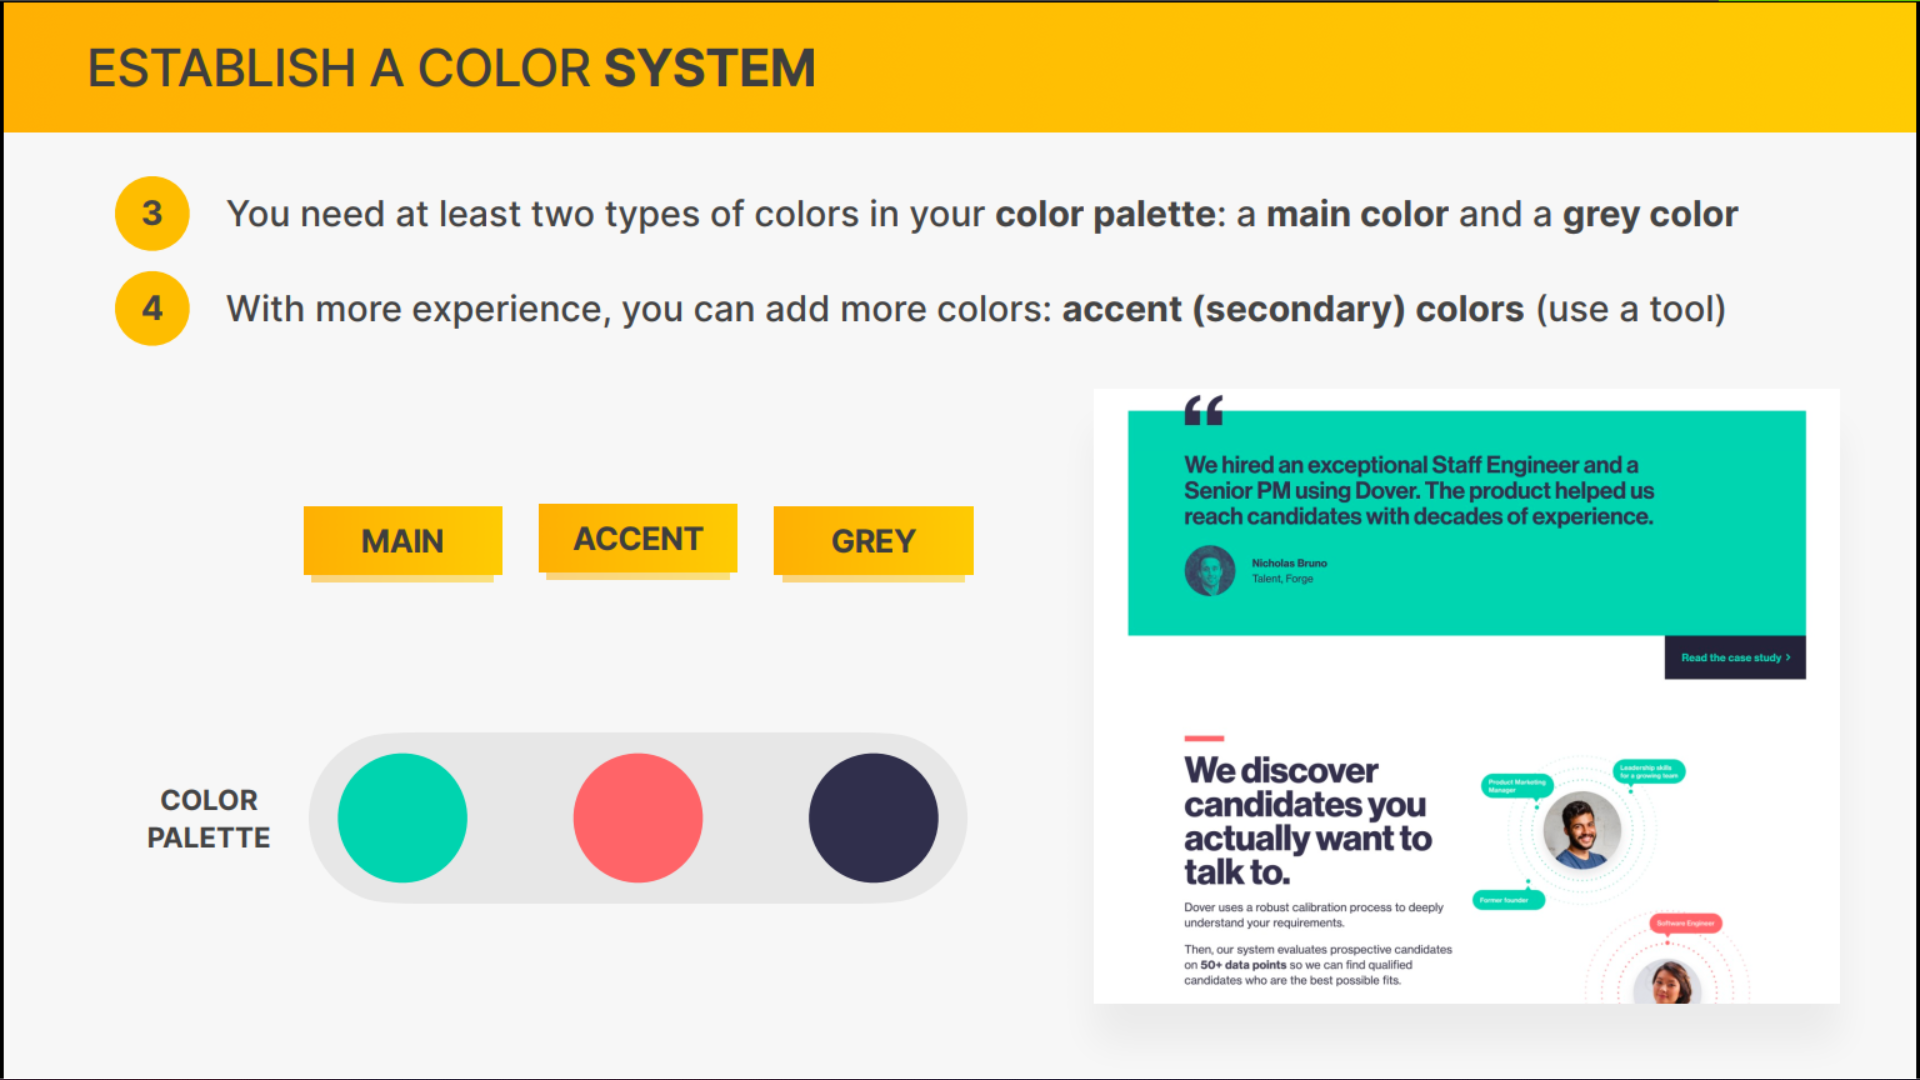 ESTABLISH A COLOR SYSTEM
3
You need at least two types of colors in your color palette: a main color and a grey color
4
With more experience, you can add more colors: accent (secondary) colors (use a tool)
MAIN
ACCENT
GREY
COLOR
PALETTE
“
We hired an exceptional Staff Engineer and a
Senior PM using Dover. The product helped us
reach candidates with decades of experience.
Nicholas Bruno
Talent, Forge
Read the case study >
We discover
candidates you
actually want to
talk to.
Dover uses a robust calibration process to deeply
understand your requirements.
Then, our system evaluates prospective candidates
on 50+ data points so we can find qualified
candidates who are the best possible fits.
Product Marketing
Manager
Leadership skills
for a growing team
Former founder
Software Engineer